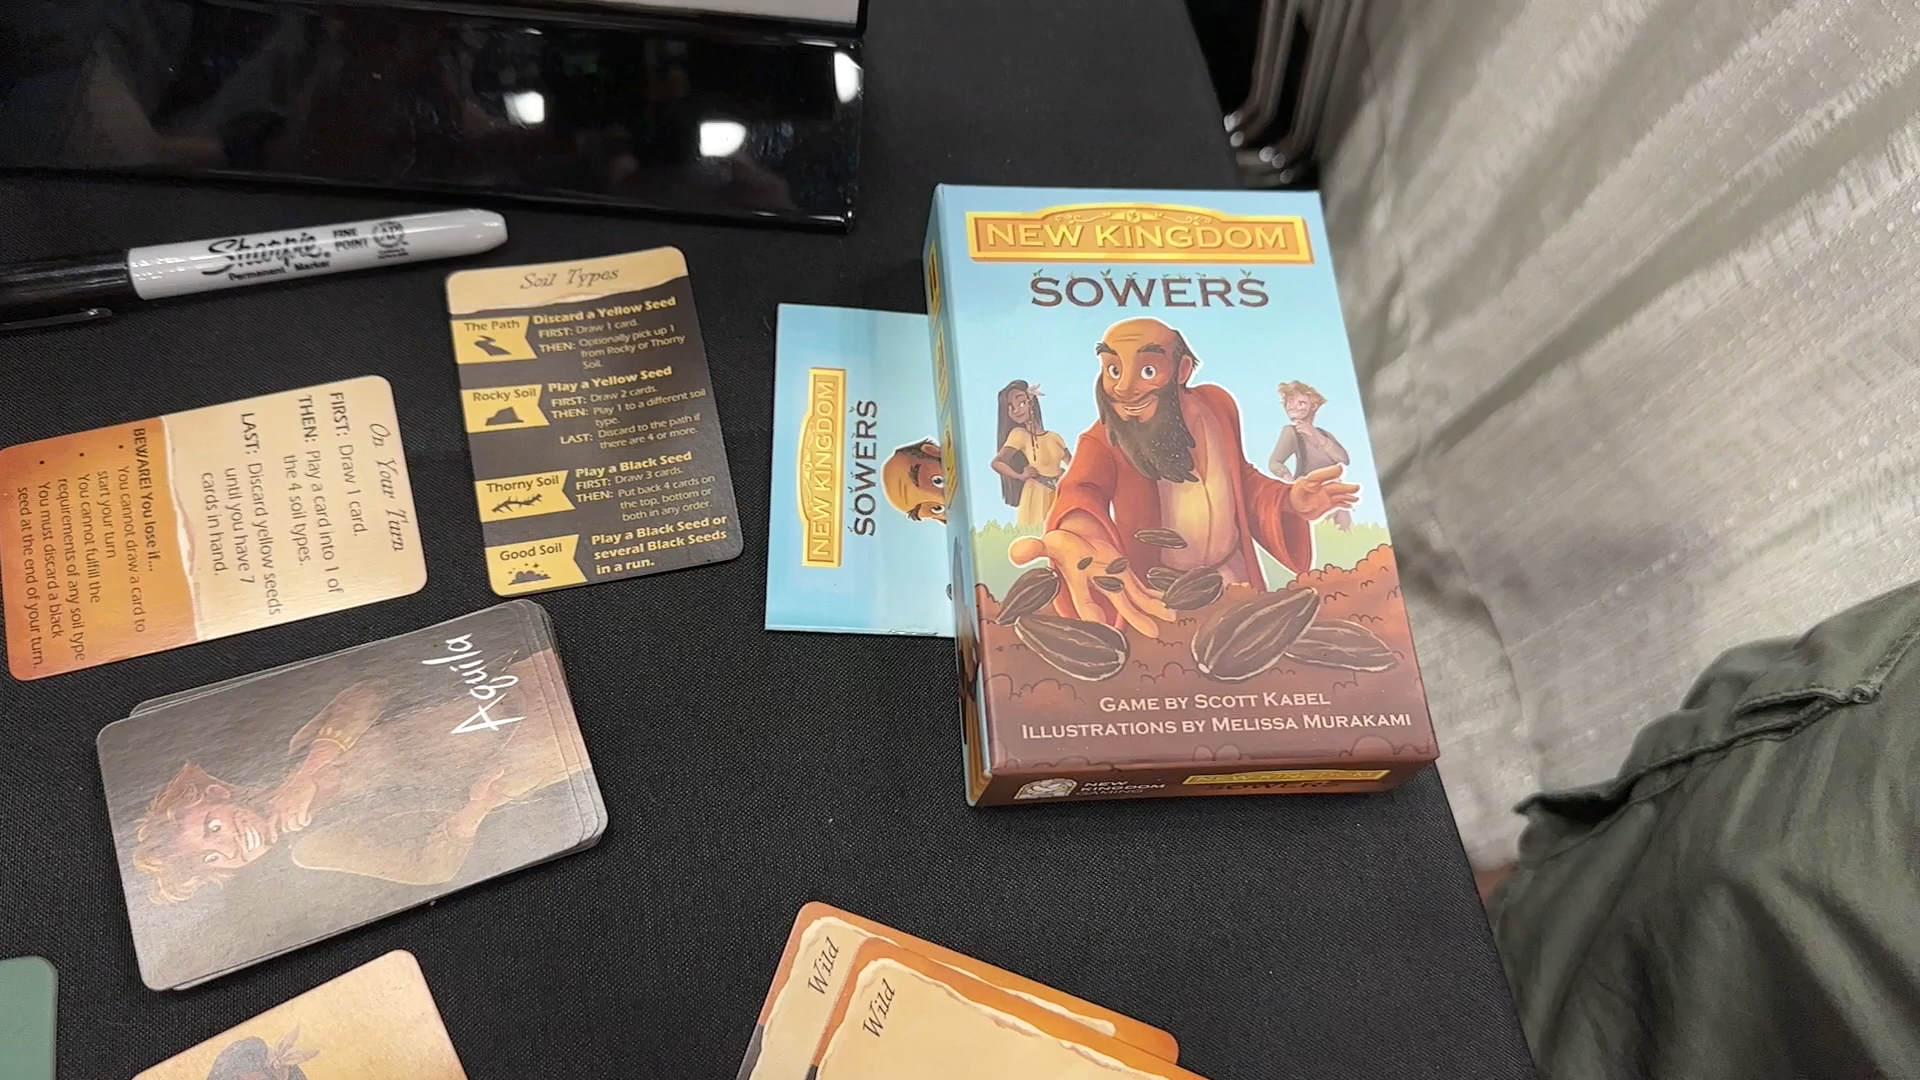 Sharpie
FINE
POINT
Permanent Marker
Soil Types
The Path
Discard a Yellow Seed
FIRST: Draw 1 card.
THEN: Optionally pick up 1
from Rocky or Thorny
Soil.
Rocky Soil
Play a Yellow Seed
FIRST: Draw 2 cards.
THEN: Play 1 to a different soil
type.
LAST: Discard to the path if
there are 4 or more.
Thorny Soil
Play a Black Seed
FIRST: Draw 3 cards.
THEN: Put back 4 cards on
the top, bottom or
both in any order.
Good Soil
Play a Black Seed or
several Black Seeds
in a run.
On Your Turn
FIRST: Draw 1 card.
THEN: Play a card into 1 of
the 4 soil types.
LAST: Discard yellow seeds
until you have 7
cards in hand.
BEWARE! You lose if...
• You cannot draw a card to
start your turn
• You cannot fulfill the
requirements of any soil type
• You must discard a black
seed at the end of your turn.
Aquila
NEW KINGDOM
SOWERS
NEW KINGDOM
SOWERS
GAME BY SCOTT KABEL
ILLUSTRATIONS BY MELISSA MURAKAMI
NEW
KINGDOM
GAMING
NEW KINGDOM
SOWERS
Wild
Wild